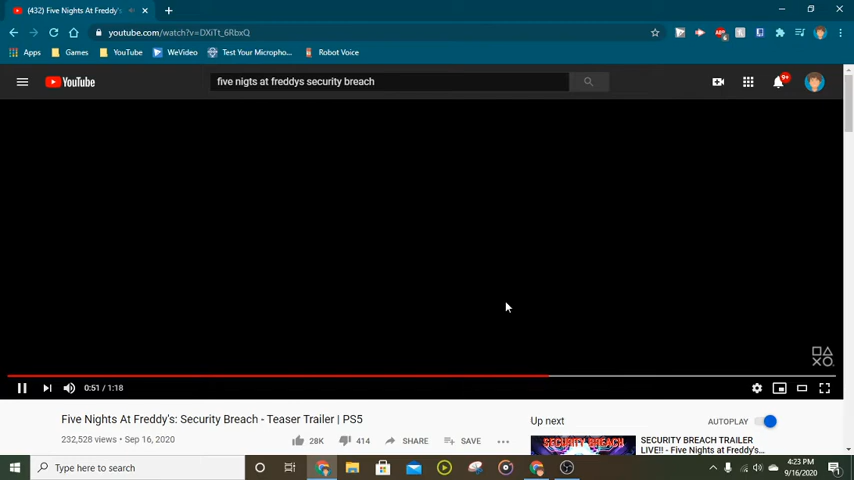 (432) Five Nights At Freddy's:
youtube.com/watch?v=DXiTt_6RbxQ
Apps Games YouTube WeVideo Test Your Micropho... Robot Voice
YouTube five nigts at freddys security breach 9+
0:51 / 1:18
Five Nights At Freddy's: Security Breach - Teaser Trailer | PS5
232,528 views • Sep 16, 2020 28K 414 SHARE SAVE
Up next AUTOPLAY
SECURITY BREACH
SECURITY BREACH TRAILER
LIVE!! - Five Nights at Freddy's...
Type here to search
4:23 PM
9/16/2020